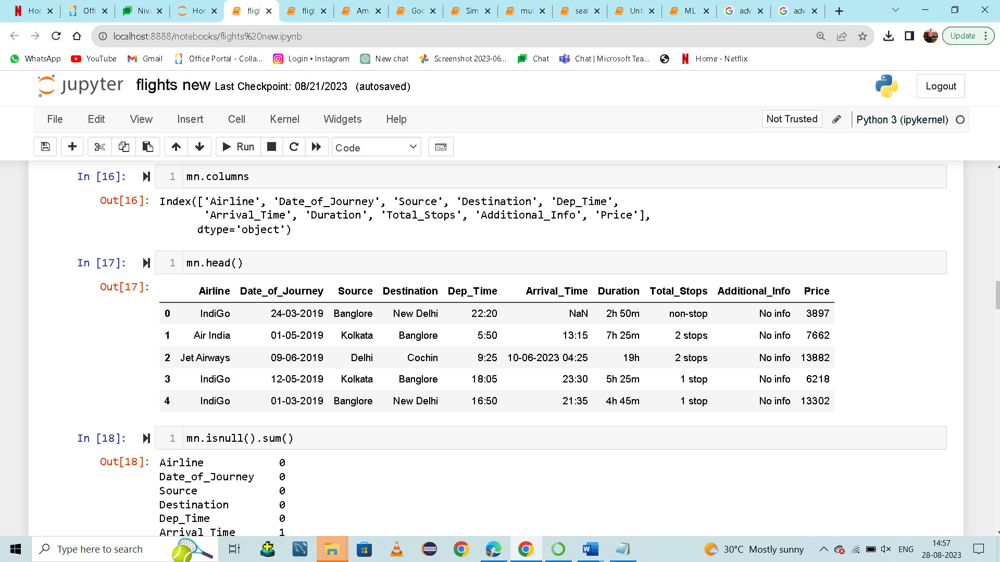 Hor
Offi
Niv
Hor
fligh
fligh
Am
Goc
Sim
mul
seal
Unt
ML
adv
adv
localhost:8888/notebooks/flights%20new.ipynb
Update
WhatsApp
YouTube
Gmail
Office Portal - Colla...
Login • Instagram
New chat
Screenshot 2023-06...
Chat
Chat | Microsoft Tea...
Home - Netflix
jupyter flights new Last Checkpoint: 08/21/2023 (autosaved)
Logout
File Edit View Insert Cell Kernel Widgets Help
Not Trusted
Python 3 (ipykernel)
Run
Code
In [16]: 1 mn.columns
Out[16]: Index(['Airline', 'Date_of_Journey', 'Source', 'Destination', 'Dep_Time',
'Arrival_Time', 'Duration', 'Total_Stops', 'Additional_Info', 'Price'],
dtype='object')
In [17]: 1 mn.head()
Out[17]:
Airline Date_of_Journey Source Destination Dep_Time Arrival_Time Duration Total_Stops Additional_Info Price
0 IndiGo 24-03-2019 Banglore New Delhi 22:20 NaN 2h 50m non-stop No info 3897
1 Air India 01-05-2019 Kolkata Banglore 5:50 13:15 7h 25m 2 stops No info 7662
2 Jet Airways 09-06-2019 Delhi Cochin 9:25 10-06-2023 04:25 19h 2 stops No info 13882
3 IndiGo 12-05-2019 Kolkata Banglore 18:05 23:30 5h 25m 1 stop No info 6218
4 IndiGo 01-03-2019 Banglore New Delhi 16:50 21:35 4h 45m 1 stop No info 13302
In [18]: 1 mn.isnull().sum()
Out[18]: Airline 0
Date_of_Journey 0
Source 0
Destination 0
Dep_Time 0
Arrival_Time 1
Type here to search
30°C Mostly sunny
ENG
14:57
28-08-2023